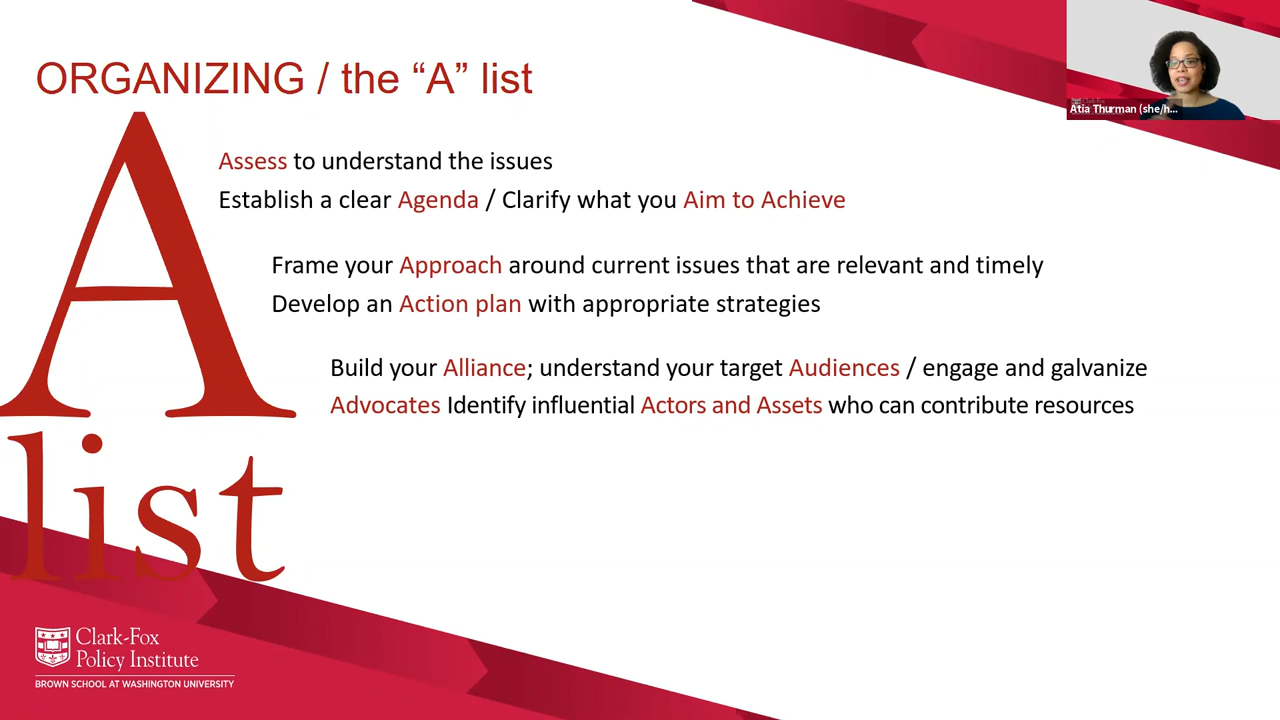 ORGANIZING / the “A” list
Atia Thurman (she/h...
A
list
Assess to understand the issues
Establish a clear Agenda / Clarify what you Aim to Achieve
Frame your Approach around current issues that are relevant and timely
Develop an Action plan with appropriate strategies
Build your Alliance; understand your target Audiences / engage and galvanize
Advocates Identify influential Actors and Assets who can contribute resources
Clark-Fox
Policy Institute
BROWN SCHOOL AT WASHINGTON UNIVERSITY